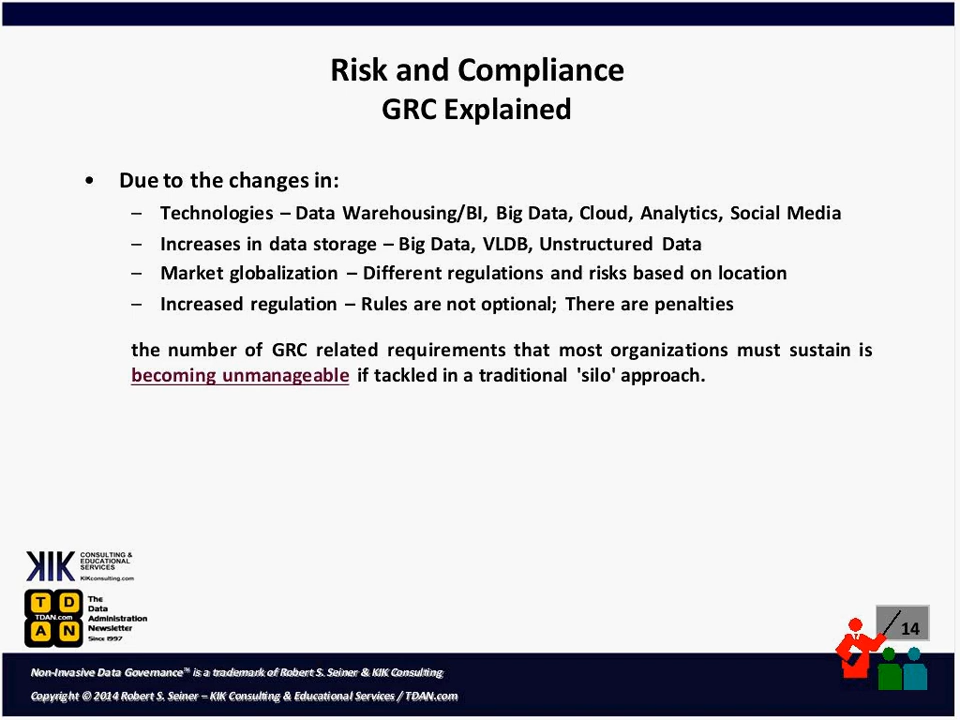 Risk and Compliance
GRC Explained
• Due to the changes in:
– Technologies – Data Warehousing/BI, Big Data, Cloud, Analytics, Social Media
– Increases in data storage – Big Data, VLDB, Unstructured Data
– Market globalization – Different regulations and risks based on location
– Increased regulation – Rules are not optional; There are penalties
the number of GRC related requirements that most organizations must sustain is
becoming unmanageable if tackled in a traditional 'silo' approach.
KIK CONSULTING &
EDUCATIONAL
SERVICES
KIKconsulting.com
T D
TDAN.com
A N
The
Data
Administration
Newsletter
Since 1997
14
Non-Invasive Data Governance™ is a trademark of Robert S. Seiner & KIK Consulting
Copyright © 2014 Robert S. Seiner – KIK Consulting & Educational Services / TDAN.com